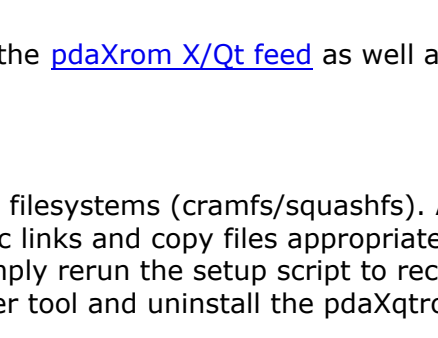 the pdaXrom X/Qt feed as well a
filesystems (cramfs/squashfs).
c links and copy files appropriate
nply rerun the setup script to rec
er tool and uninstall the pdaXqtro